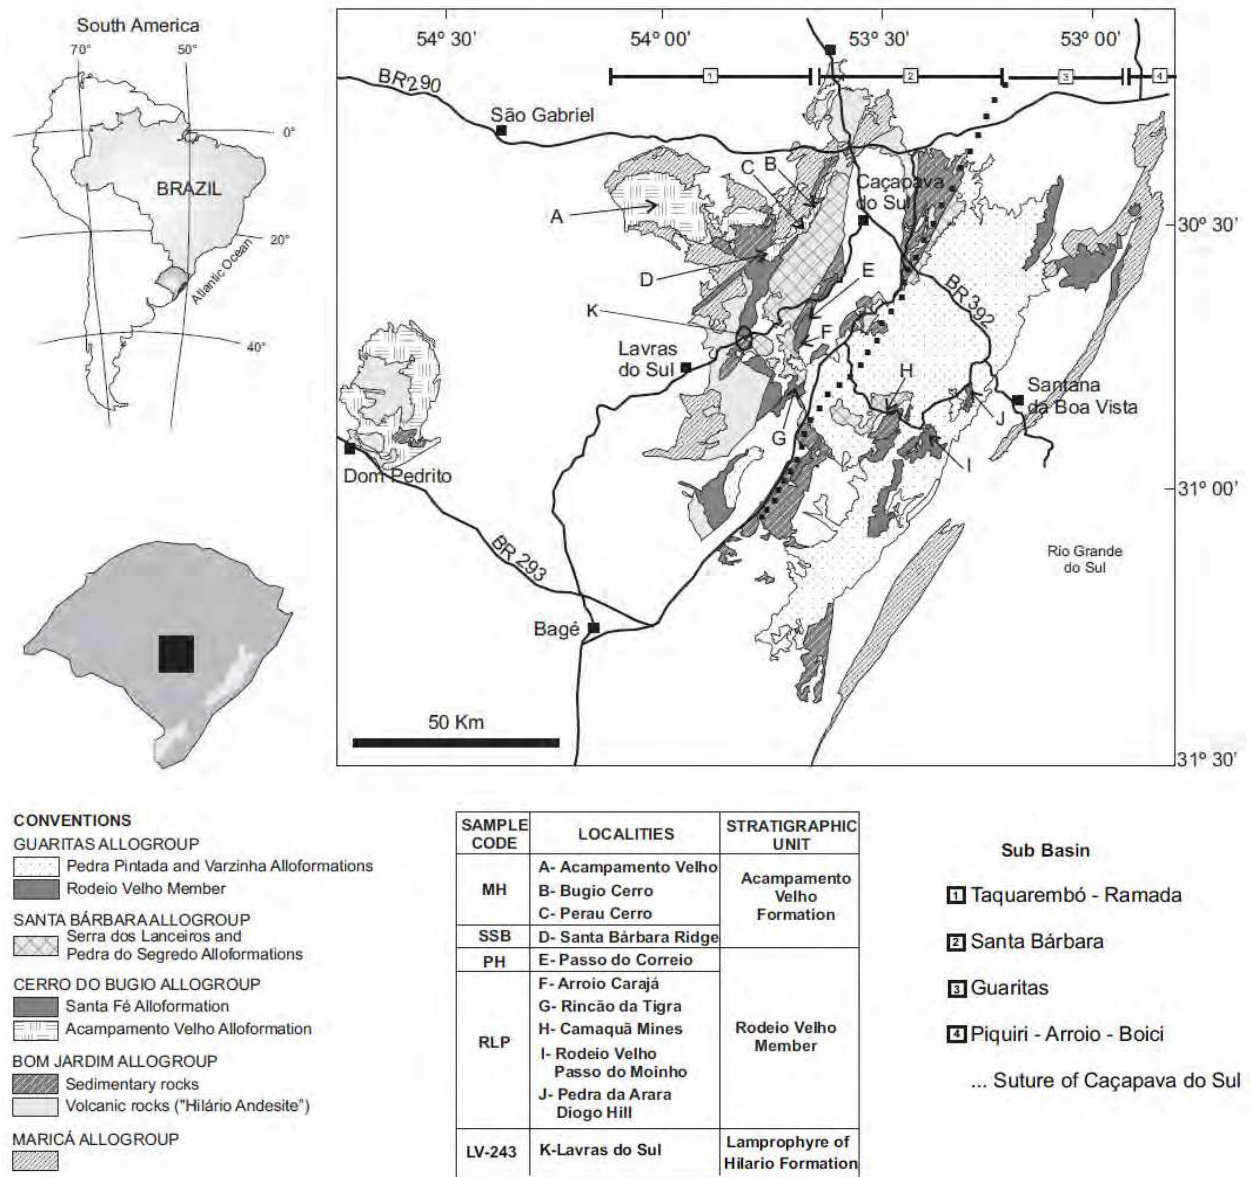 South America
70°
50°
0°
BRAZIL
20°
Atlantic Ocean
40°
54° 30'
54° 00'
53° 30'
53° 00'
1
2
3
4
BR290
São Gabriel
B
C
Caçapava
do Sul
A
30° 50'
D
E
K
BR 392
F
Lavras
do Sul
H
Santana
da Boa Vista
J
G
I
Dom Pedrito
31° 00'
BR 293
Rio Grande
do Sul
Bagé
50 Km
31° 30'
CONVENTIONS
GUARITAS ALLOGROUP
Pedra Pintada and Varzinha Alloformations
Rodeio Velho Member
SANTA BÁRBARA ALLOGROUP
Serra dos Lanceiros and
Pedra do Segredo Alloformations
CERRO DO BUGIO ALLOGROUP
Santa Fé Alloformation
Acampamento Velho Alloformation
BOM JARDIM ALLOGROUP
Sedimentary rocks
Volcanic rocks ("Hilário Andesite")
MARICÁ ALLOGROUP
SAMPLE CODE LOCALITIES STRATIGRAPHIC UNIT
MH
A- Acampamento Velho
B- Bugio Cerro
C- Perau Cerro
Acampamento
Velho
Formation
SSB D- Santa Bárbara Ridge
PH E- Passo do Correio
RLP
F- Arroio Carajá
G- Rincão da Tigra
H- Camaquã Mines
I- Rodeio Velho
Passo do Moinho
J- Pedra da Arara
Diogo Hill
Rodeio Velho
Member
LV-243 K-Lavras do Sul
Lamprophyre of
Hilario Formation
Sub Basin
1 Taquarembó - Ramada
2 Santa Bárbara
3 Guaritas
4 Piquiri - Arroio - Boici
... Suture of Caçapava do Sul